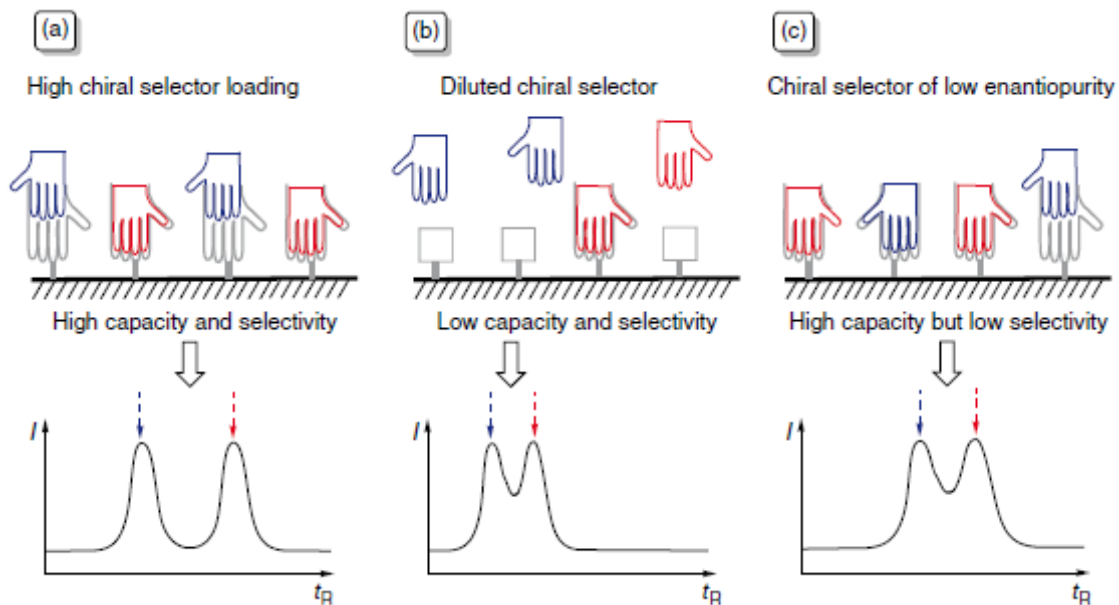 (a)
High chiral selector loading
High capacity and selectivity
I
tR
(b)
Diluted chiral selector
Low capacity and selectivity
I
tR
(c)
Chiral selector of low enantiopurity
High capacity but low selectivity
I
tR